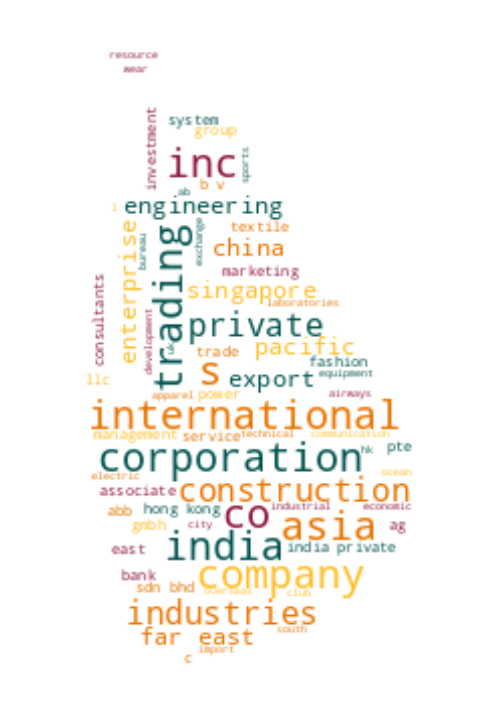 resource
wear
investment
system
group
inc
sports
b v
ab
i
engineering
enterprise
bureau
trading
exchange
textile
china
marketing
consultants
singapore
laboratories
development
private
uk
trade
pacific
fashion
llc
s
export
equipment
apparel
power
airways
international
management
service
technical
communication
corporation
hk
pte
electric
ocean
associate
construction
abb
hong kong
co
industrial
economic
gmbh
city
asia
ag
east
india
india private
bank
company
sdn bhd
overseas
club
industries
far east
south
import
c